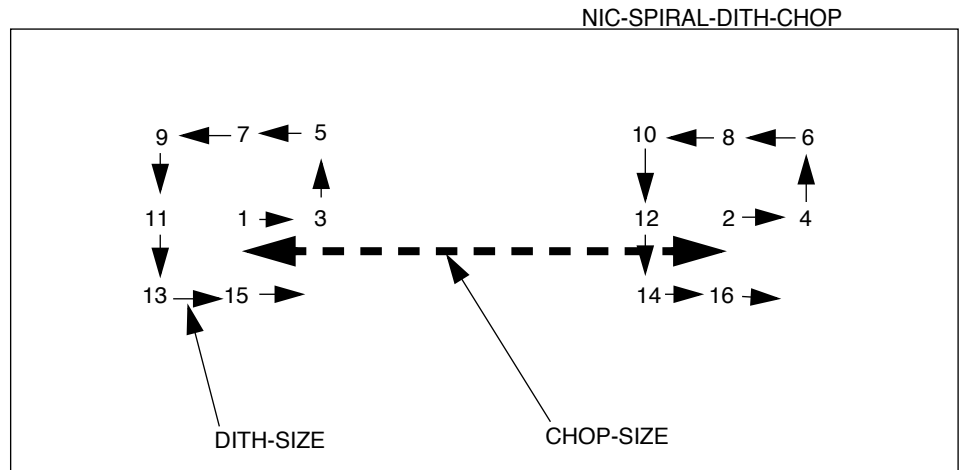 NIC-SPIRAL-DITH-CHOP
9 7 5 10 8 6
11 1 3 12 2 4
13 15 14 16
DITH-SIZE CHOP-SIZE